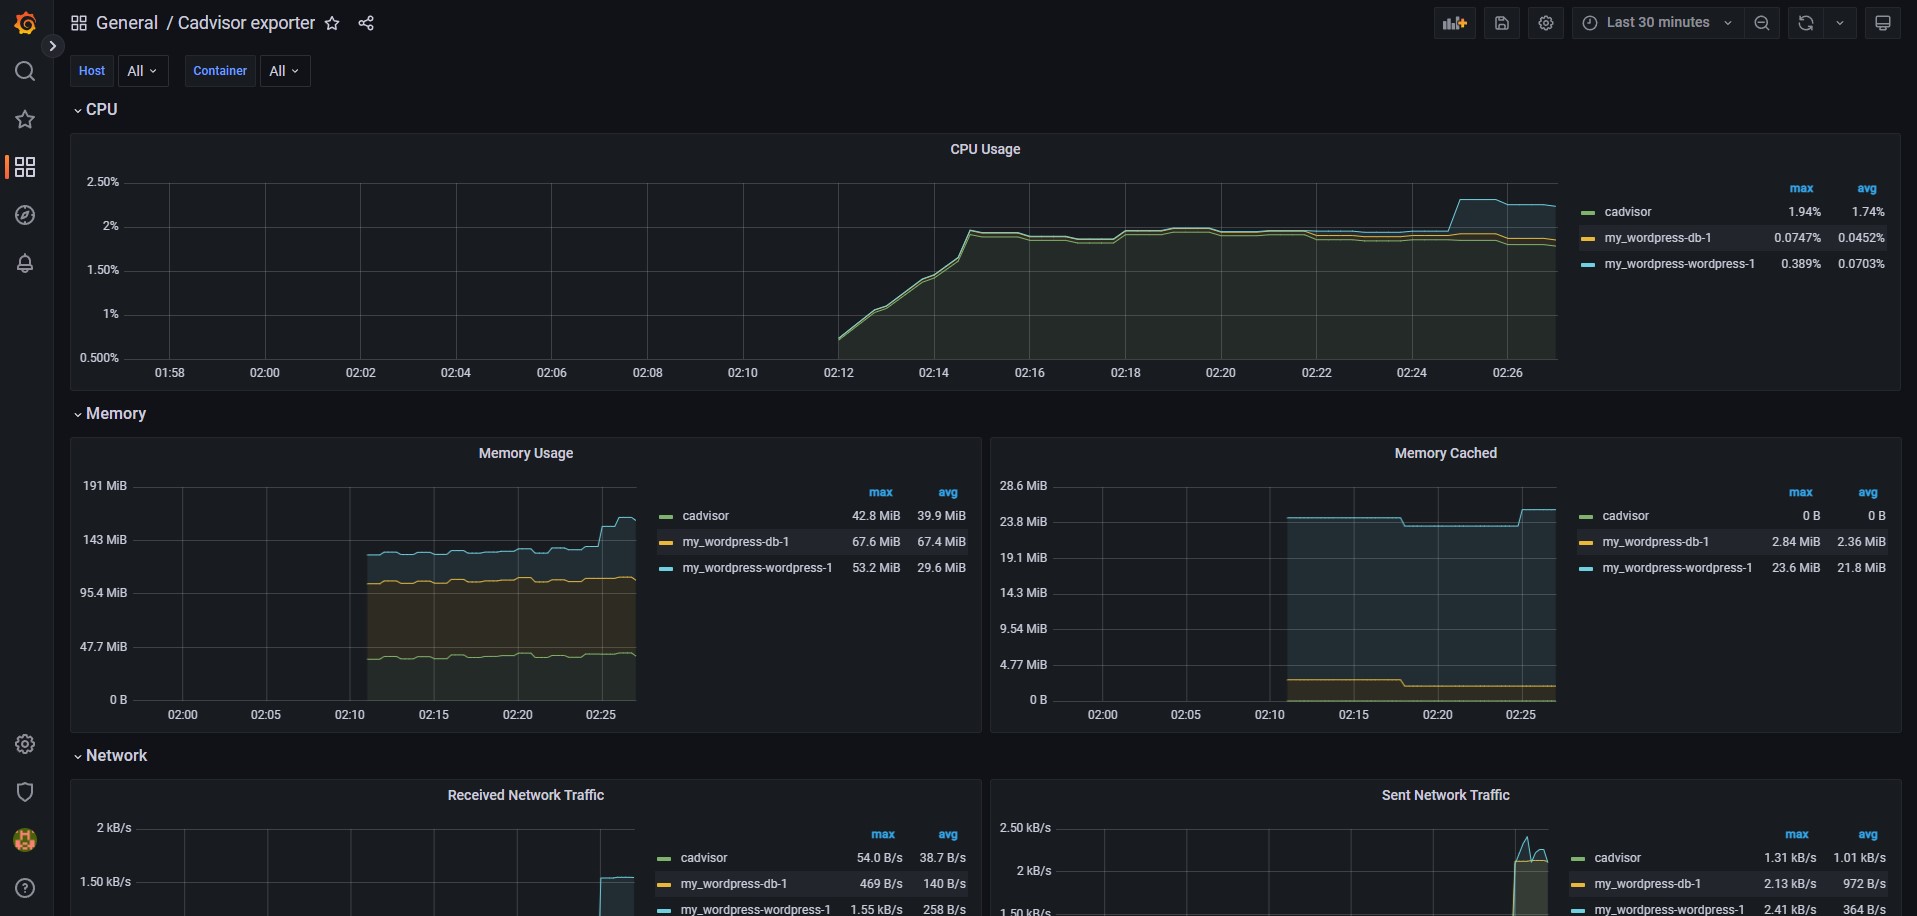 General / Cadvisor exporter
Last 30 minutes
Host All Container All
CPU
CPU Usage
2.50%
2%
1.50%
1%
0.500%
01:58 02:00 02:02 02:04 02:06 02:08 02:10 02:12 02:14 02:16 02:18 02:20 02:22 02:24 02:26
max avg
cadvisor 1.94% 1.74%
my_wordpress-db-1 0.0747% 0.0452%
my_wordpress-wordpress-1 0.389% 0.0703%
Memory
Memory Usage
191 MiB
143 MiB
95.4 MiB
47.7 MiB
0 B
02:00 02:05 02:10 02:15 02:20 02:25
max avg
cadvisor 42.8 MiB 39.9 MiB
my_wordpress-db-1 67.6 MiB 67.4 MiB
my_wordpress-wordpress-1 53.2 MiB 29.6 MiB
Memory Cached
28.6 MiB
23.8 MiB
19.1 MiB
14.3 MiB
9.54 MiB
4.77 MiB
0 B
02:00 02:05 02:10 02:15 02:20 02:25
max avg
cadvisor 0 B 0 B
my_wordpress-db-1 2.84 MiB 2.36 MiB
my_wordpress-wordpress-1 23.6 MiB 21.8 MiB
Network
Received Network Traffic
2 kB/s
1.50 kB/s
max avg
cadvisor 54.0 B/s 38.7 B/s
my_wordpress-db-1 469 B/s 140 B/s
my_wordpress-wordpress-1 1.55 kB/s 258 B/s
Sent Network Traffic
2.50 kB/s
2 kB/s
1.50 kB/s
max avg
cadvisor 1.31 kB/s 1.01 kB/s
my_wordpress-db-1 2.13 kB/s 972 B/s
my_wordpress-wordpress-1 2.41 kB/s 364 B/s